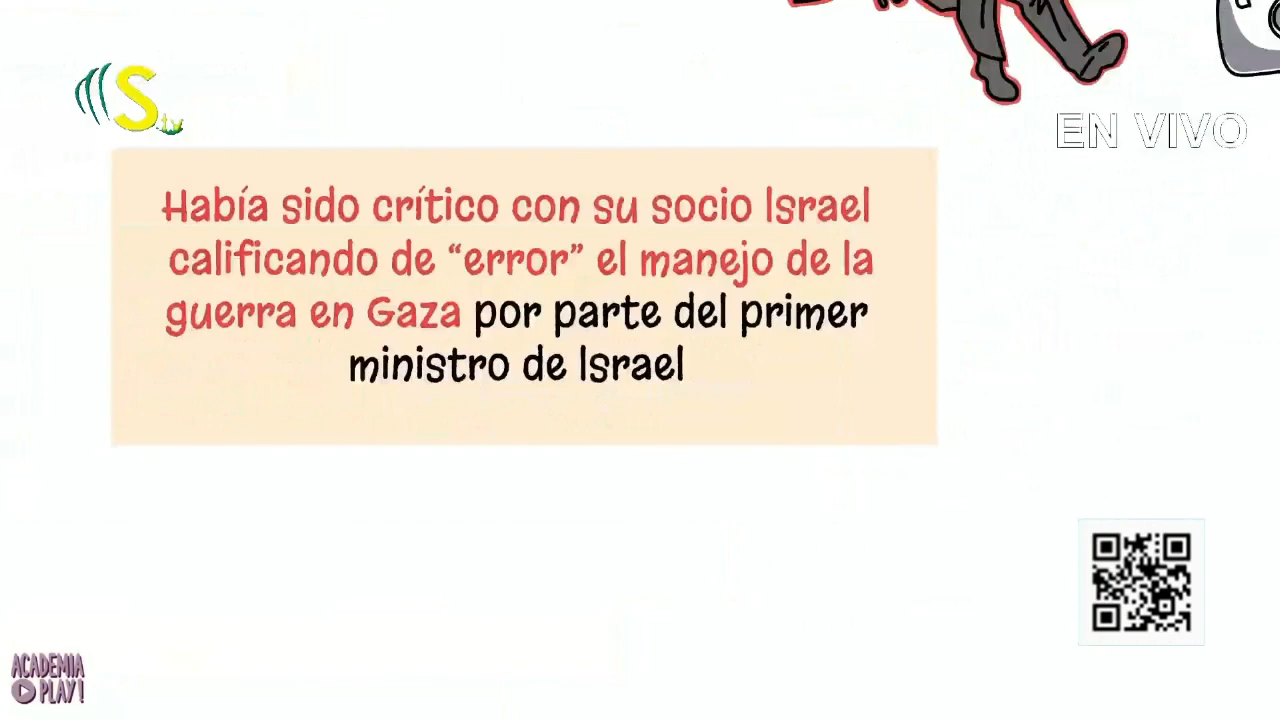 S.tv
EN VIVO
Había sido crítico con su socio Israel
calificando de “error” el manejo de la
guerra en Gaza por parte del primer
ministro de Israel
ACADEMIA
PLAY!